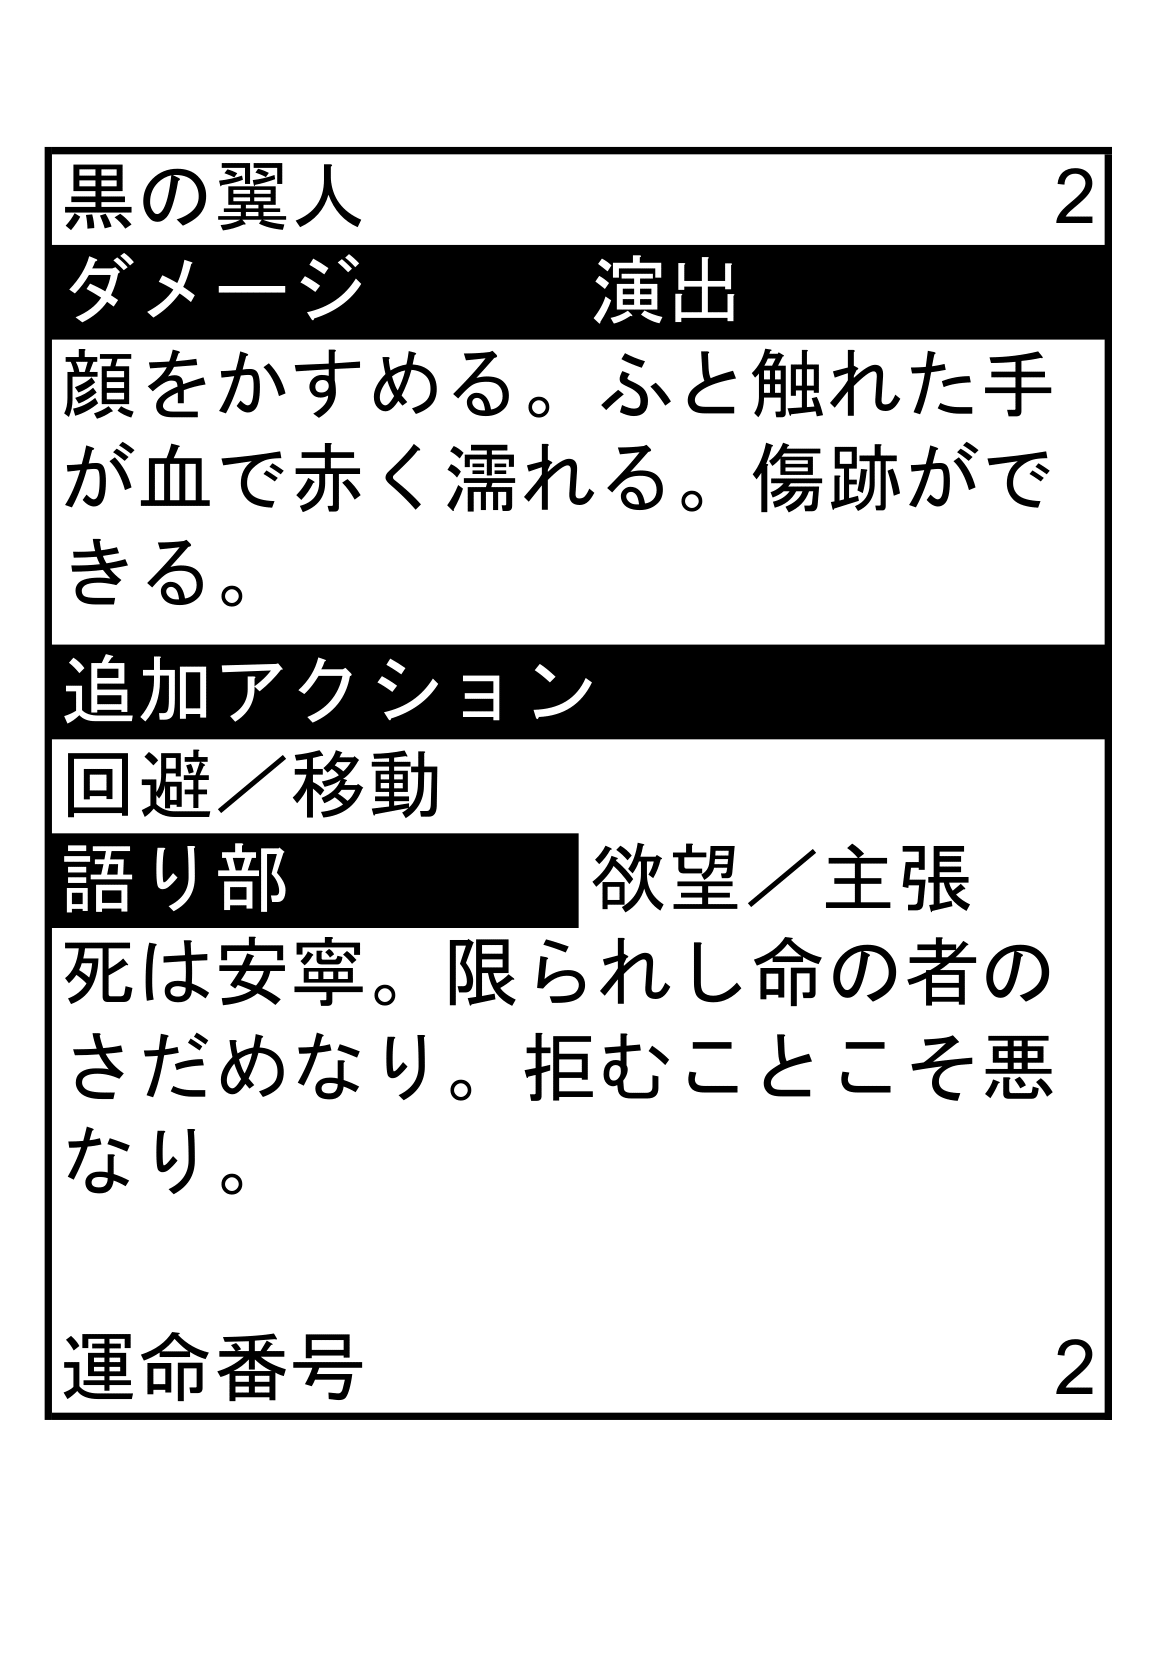 黒の翼人 2
ダメージ 演出
顔をかすめる。ふと触れた手
が血で赤く濡れる。傷跡がで
きる。
追加アクション
回避／移動
語り部 欲望／主張
死は安寧。限られし命の者の
さだめなり。拒むことこそ悪
なり。
運命番号 2